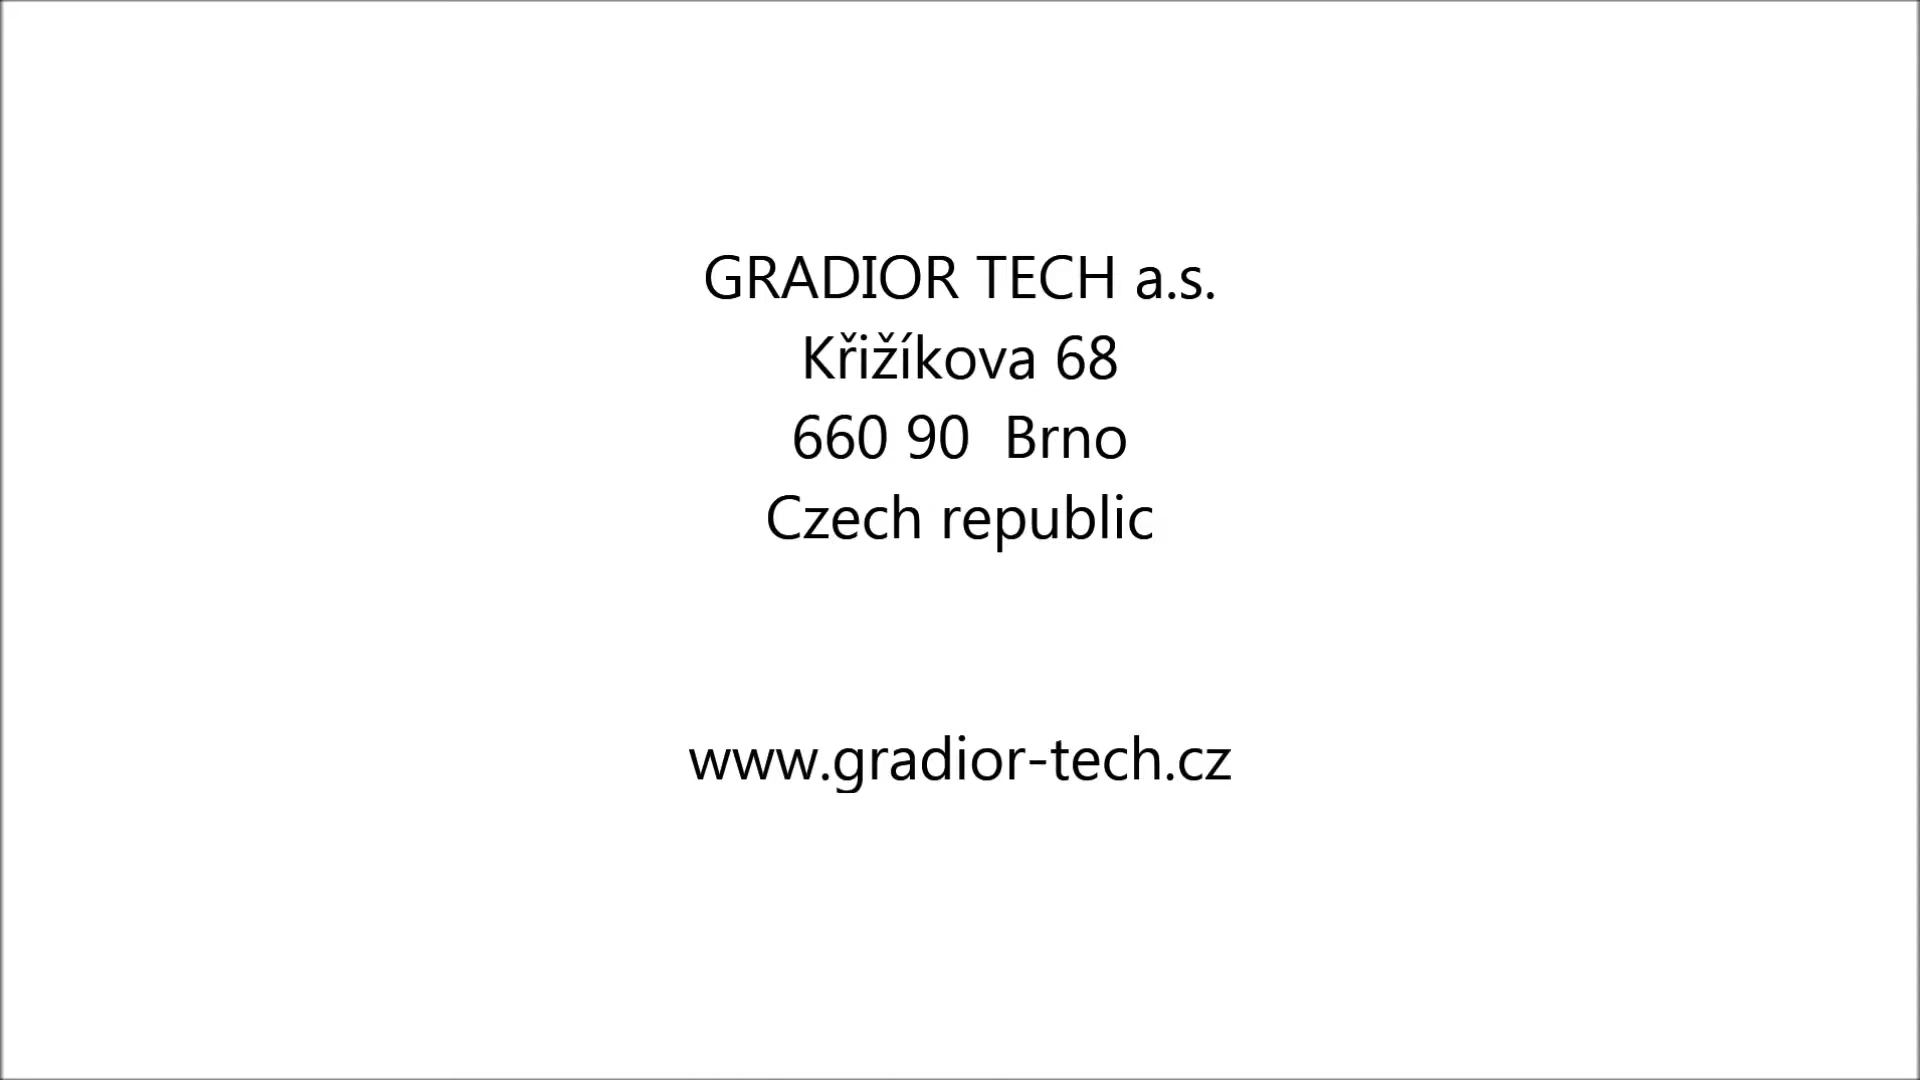 GRADIOR TECH a.s.
Křižíkova 68
660 90  Brno
Czech republic
www.gradior-tech.cz